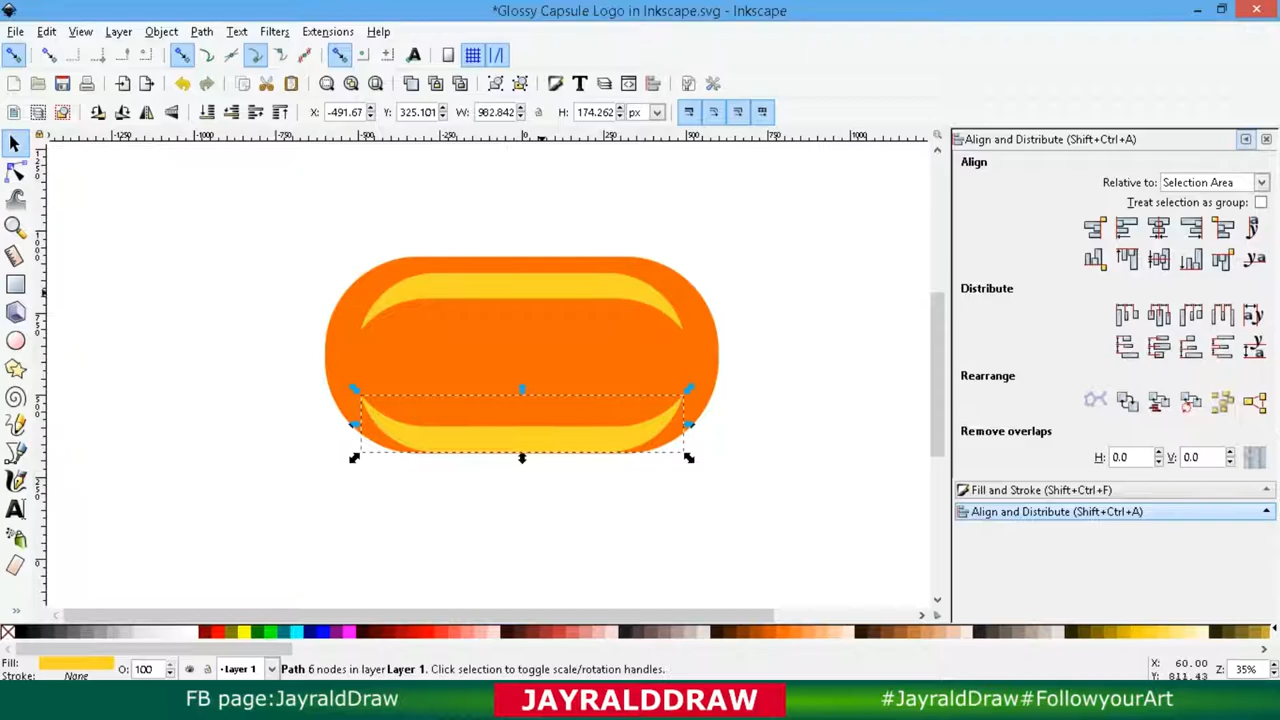 *Glossy Capsule Logo in Inkscape.svg - Inkscape
File Edit View Layer Object Path Text Filters Extensions Help
X: -491.67 Y: 325.101 W: 982.842 H: 174.262 px
Align and Distribute (Shift+Ctrl+A)
Align
Relative to: Selection Area
Treat selection as group:
Distribute
Rearrange
Remove overlaps
H: 0.0 V: 0.0
Fill and Stroke (Shift+Ctrl+F)
Align and Distribute (Shift+Ctrl+A)
Fill: O: 100 Layer 1 Path 6 nodes in layer Layer 1. Click selection to toggle scale/rotation handles. X: 60.00 Z: 35%
Stroke: None Y: 811.43
FB page:JayraldDraw JAYRALDDRAW #JayraldDraw#FollowyourArt